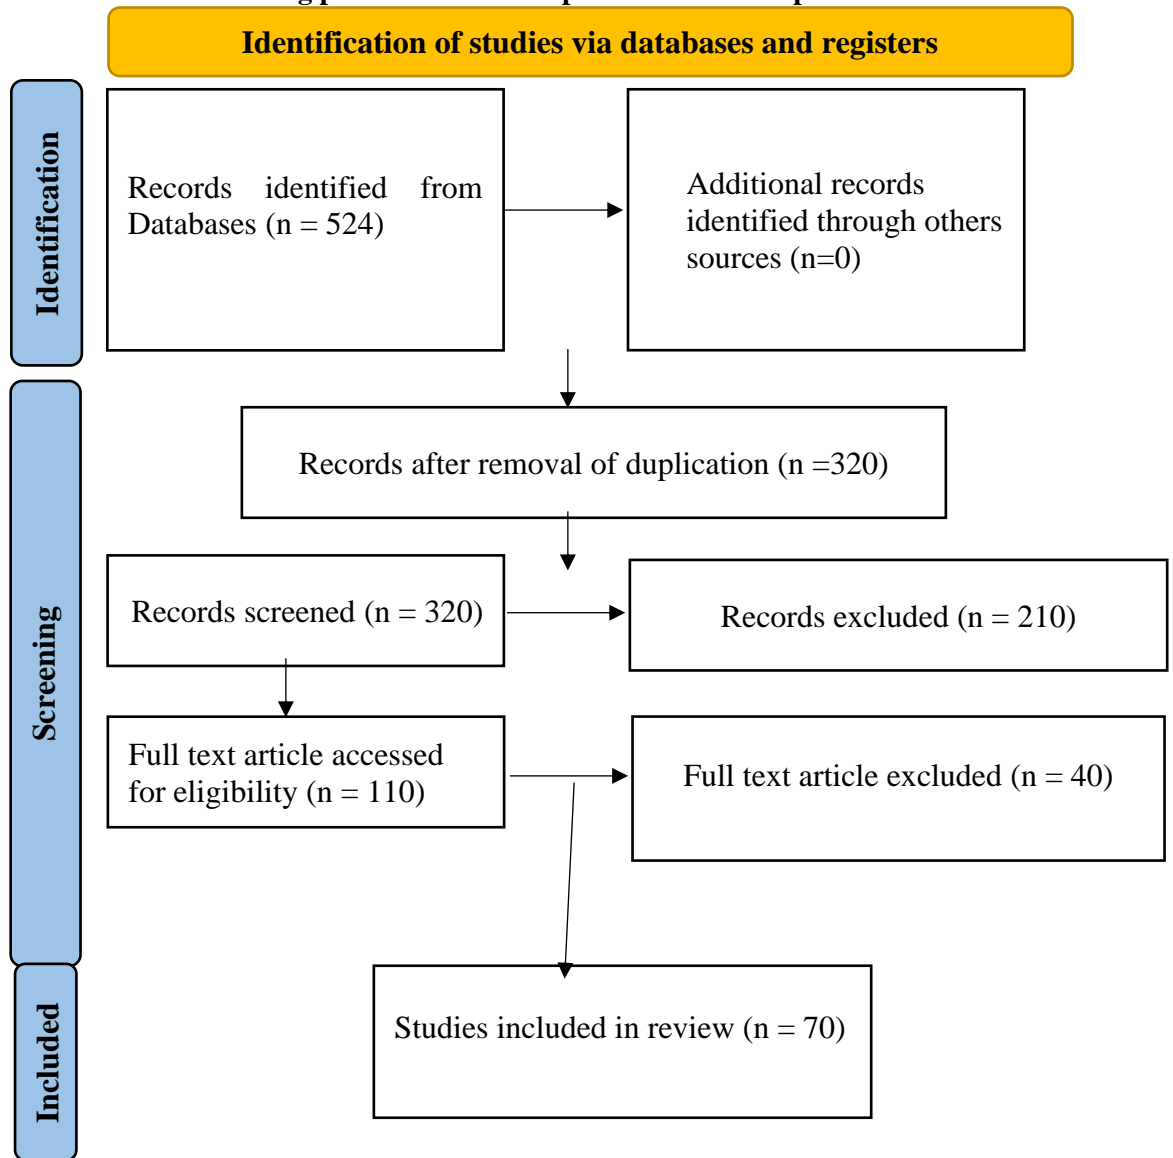 Identification of studies via databases and registers
Identification
Records identified from
Databases (n = 524)
Additional records
identified through others
sources (n=0)
Screening
Records after removal of duplication (n =320)
Records screened (n = 320)
Records excluded (n = 210)
Full text article accessed
for eligibility (n = 110)
Full text article excluded (n = 40)
Included
Studies included in review (n = 70)